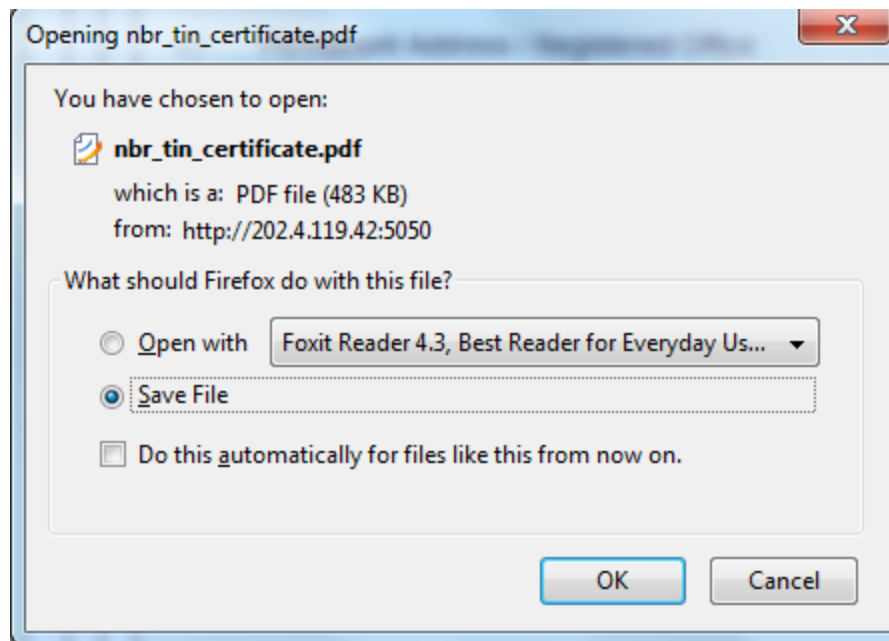 Opening nbr_tin_certificate.pdf
You have chosen to open:
nbr_tin_certificate.pdf
which is a: PDF file (483 KB)
from: http://202.4.119.42:5050
What should Firefox do with this file?
Open with Foxit Reader 4.3, Best Reader for Everyday Us...
Save File
Do this automatically for files like this from now on.
OK Cancel